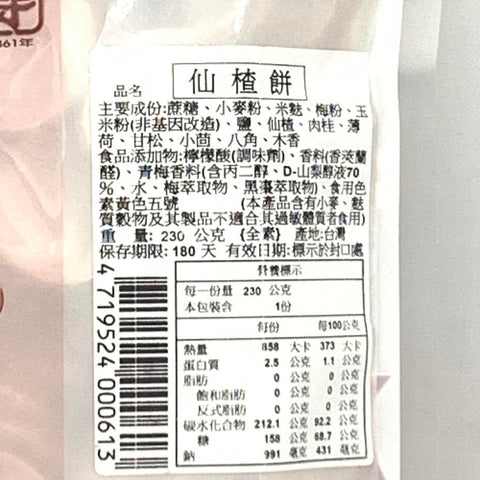 861年
品名 仙楂餅
主要成份:蔗糖、小麥粉、米麩、梅粉、玉
米粉(非基因改造)、鹽、仙楂、肉桂、薄
荷、甘松、小茴、八角、木香
食品添加物:檸檬酸(調味劑)、香料(香莢蘭
醛)、青梅香料(含丙二醇、D-山梨醇液70
%、水、梅萃取物、黑棗萃取物)、食用色
素黃色五號 (本產品含有小麥、麩
質穀物及其製品不適合其過敏體質者食用)
重 量: 230 公克 (全素) 產地:台灣
保存期限: 180 天 有效日期:標示於封口處
營養標示
每一份量 230 公克
本包裝含 1份
每份 每100公克
熱量 858 大卡 373 大卡
蛋白質 2.5 公克 1.1 公克
脂肪 0 公克 0 公克
飽和脂肪 0 公克 0 公克
反式脂肪 0 公克 0 公克
碳水化合物 212.1 公克 92.2 公克
糖 158 公克 68.7 公克
鈉 991 毫克 431 毫克
4 719524 000613